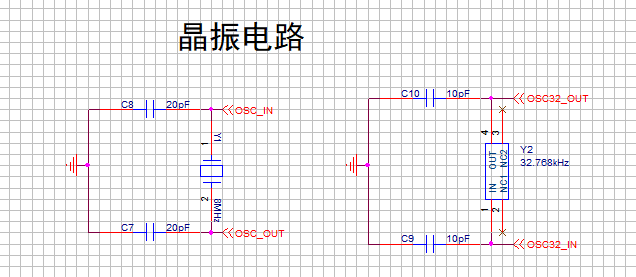 晶振电路
C8 20pF OSC_IN
1 Y1
2 8MHz
C7 20pF OSC_OUT
C10 10pF OSC32_OUT
4 3
IN OUT NC1 NC2
Y2
32.768kHz
1 2
C9 10pF OSC32_IN